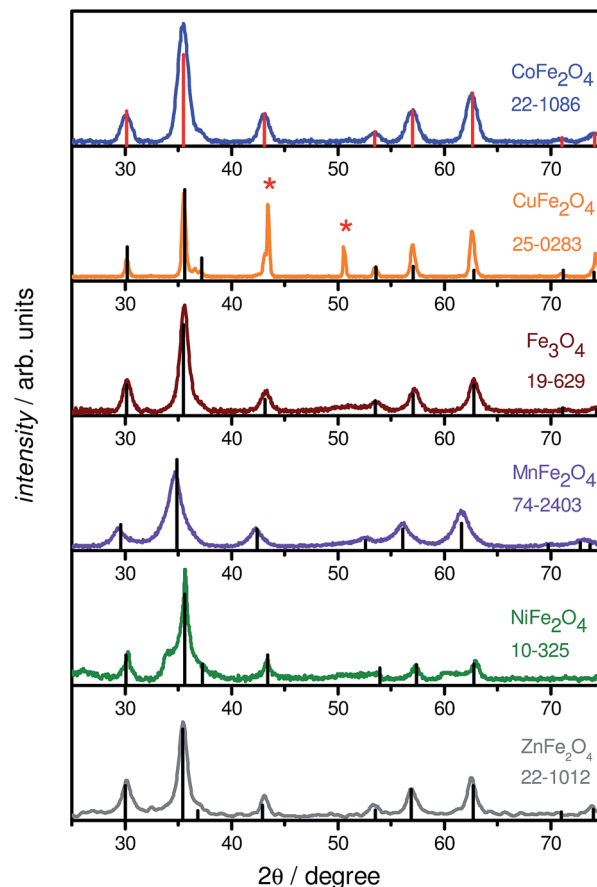 CoFe2O4
22-1086
30 40 50 60 70
*
*
CuFe2O4
25-0283
30 40 50 60 70
Fe3O4
19-629
30 40 50 60 70
MnFe2O4
74-2403
30 40 50 60 70
NiFe2O4
10-325
30 40 50 60 70
ZnFe2O4
22-1012
30 40 50 60 70
2θ / degree
intensity / arb. units